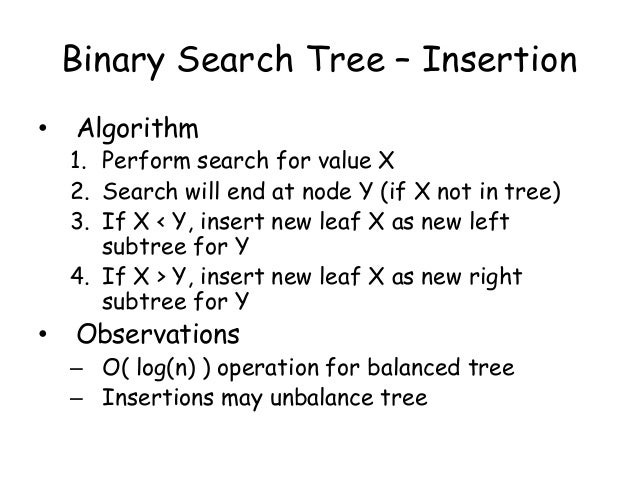 Binary Search Tree – Insertion
• Algorithm
1. Perform search for value X
2. Search will end at node Y (if X not in tree)
3. If X < Y, insert new leaf X as new left
subtree for Y
4. If X > Y, insert new leaf X as new right
subtree for Y
• Observations
– O( log(n) ) operation for balanced tree
– Insertions may unbalance tree